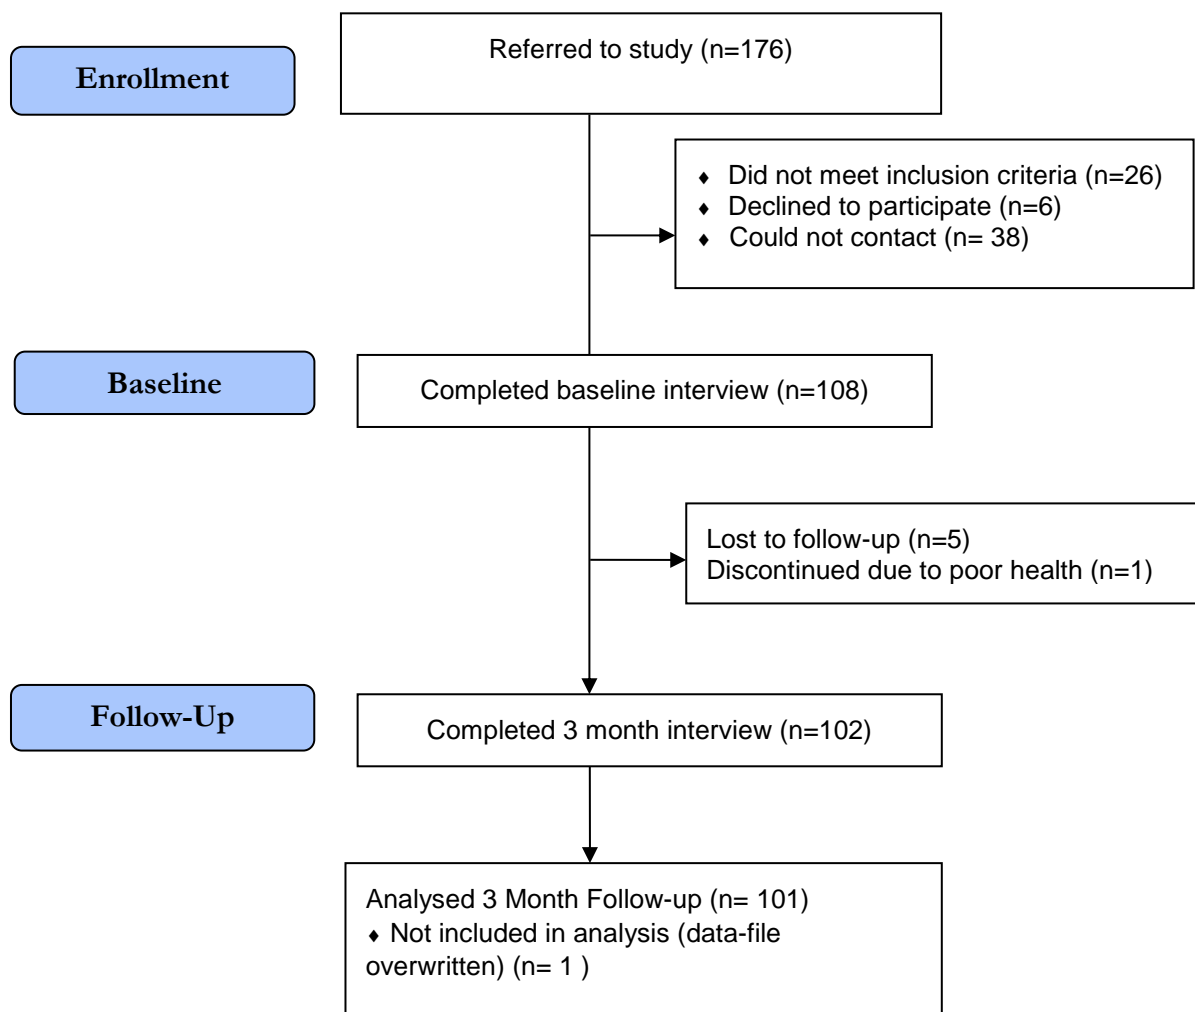 Enrollment
Referred to study (n=176)
♦ Did not meet inclusion criteria (n=26)
♦ Declined to participate (n=6)
♦ Could not contact (n= 38)
Baseline
Completed baseline interview (n=108)
Lost to follow-up (n=5)
Discontinued due to poor health (n=1)
Follow-Up
Completed 3 month interview (n=102)
Analysed 3 Month Follow-up (n= 101)
♦ Not included in analysis (data-file
overwritten) (n= 1 )